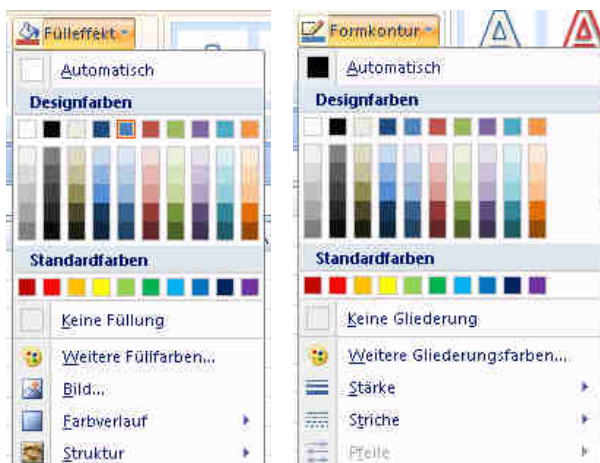 Fülleffekt
Automatisch
Designfarben
Standardfarben
Keine Füllung
Weitere Füllfarben...
Bild...
Farbverlauf
Struktur
Formkontur
A A
Automatisch
Designfarben
Standardfarben
Keine Gliederung
Weitere Gliederungsfarben...
Stärke
Striche
Pfeile